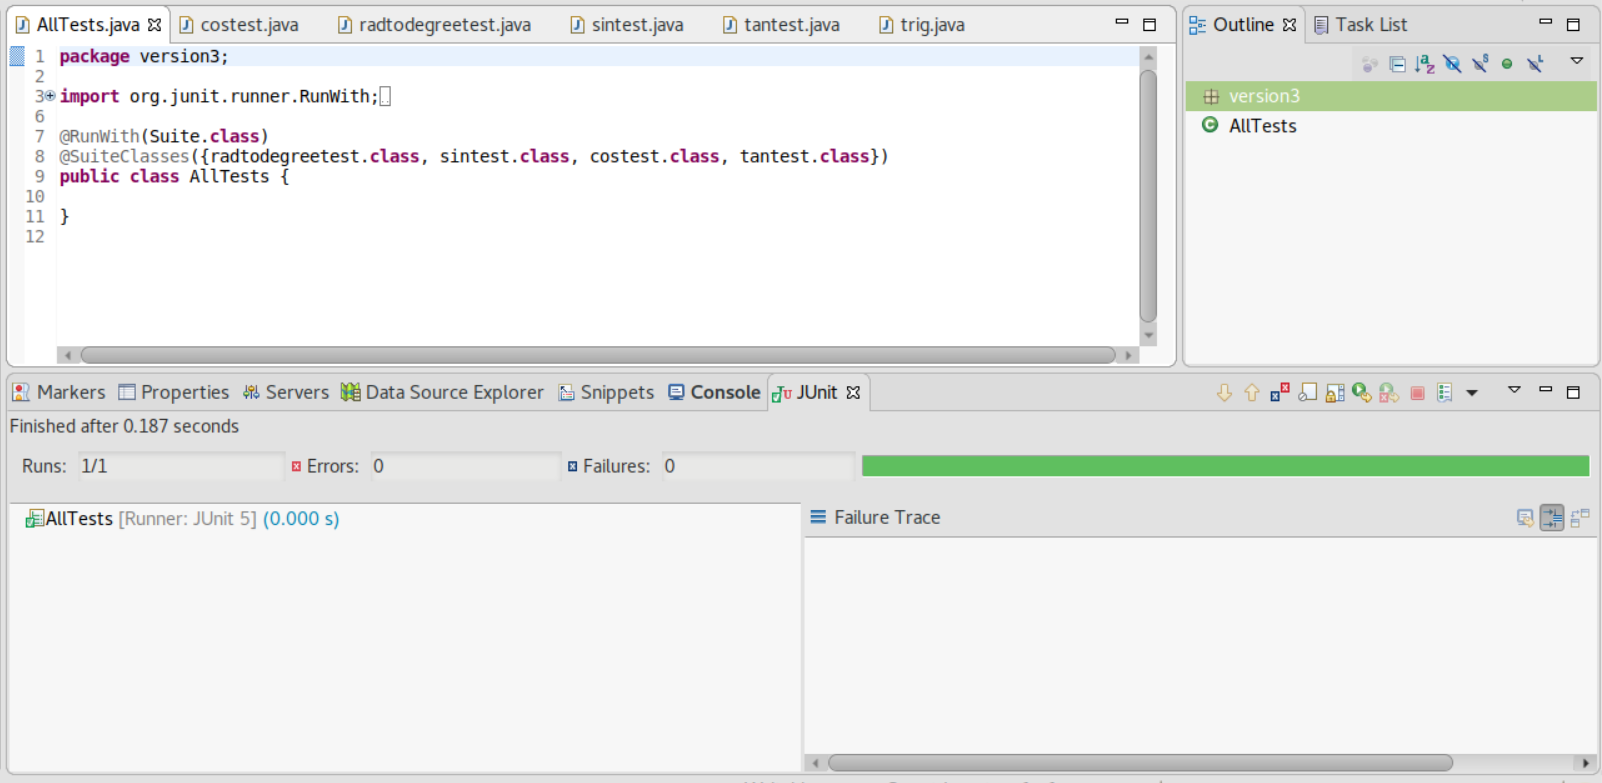 AllTests.java costest.java radtodegreetest.java sintest.java tantest.java trig.java
1 package version3;
2
3 import org.junit.runner.RunWith;
6
7 @RunWith(Suite.class)
8 @SuiteClasses({radtodegreetest.class, sintest.class, costest.class, tantest.class})
9 public class AllTests {
10
11 }
12
Outline Task List
version3
AllTests
Markers Properties Servers Data Source Explorer Snippets Console JUnit
Finished after 0.187 seconds
Runs: 1/1 Errors: 0 Failures: 0
AllTests [Runner: JUnit 5] (0.000 s)
Failure Trace